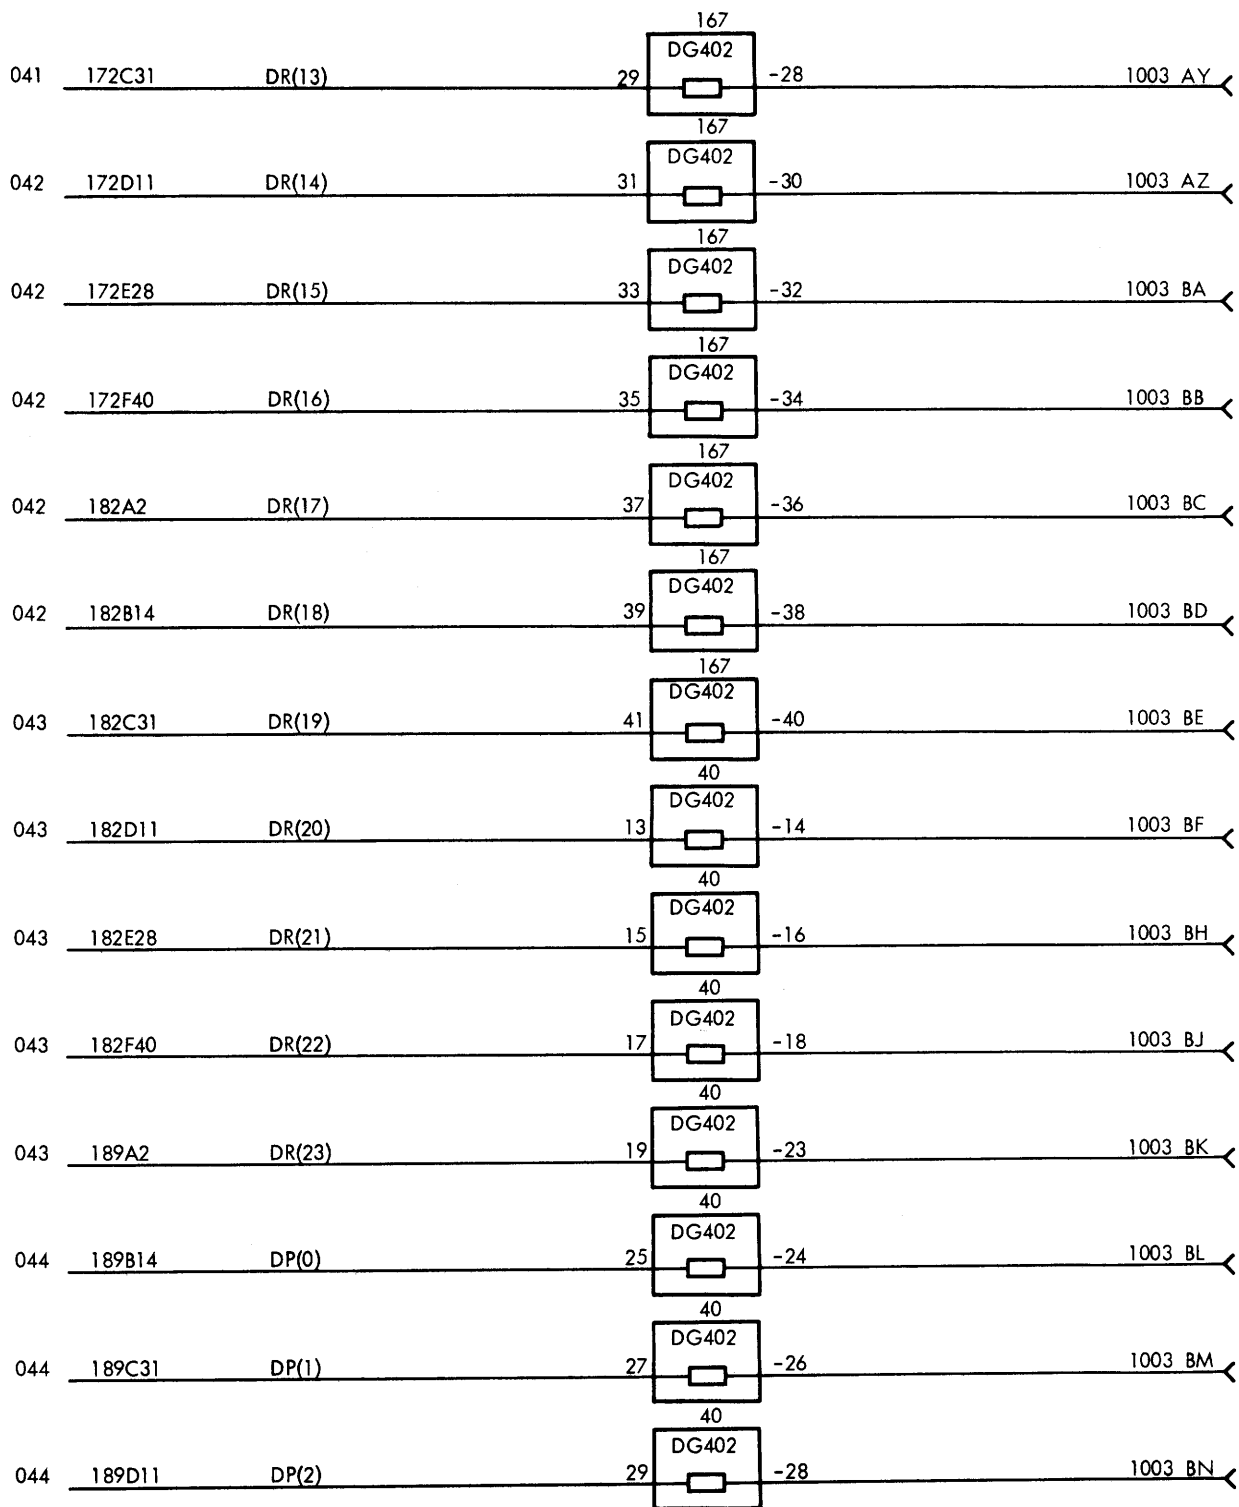 167
DG402
041 172C31 DR(13) 29 -28 1003 AY
167
DG402
042 172D11 DR(14) 31 -30 1003 AZ
167
DG402
042 172E28 DR(15) 33 -32 1003 BA
167
DG402
042 172F40 DR(16) 35 -34 1003 BB
167
DG402
042 182A2 DR(17) 37 -36 1003 BC
167
DG402
042 182B14 DR(18) 39 -38 1003 BD
167
DG402
043 182C31 DR(19) 41 -40 1003 BE
40
DG402
043 182D11 DR(20) 13 -14 1003 BF
40
DG402
043 182E28 DR(21) 15 -16 1003 BH
40
DG402
043 182F40 DR(22) 17 -18 1003 BJ
40
DG402
043 189A2 DR(23) 19 -23 1003 BK
40
DG402
044 189B14 DP(0) 25 -24 1003 BL
40
DG402
044 189C31 DP(1) 27 -26 1003 BM
40
DG402
044 189D11 DP(2) 29 -28 1003 BN